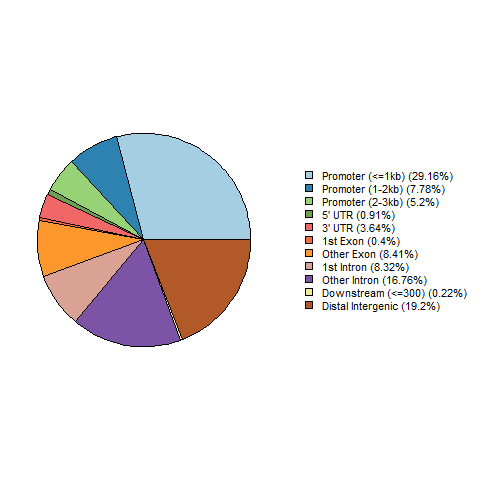 Promoter (<=1kb) (29.16%)
Promoter (1-2kb) (7.78%)
Promoter (2-3kb) (5.2%)
5' UTR (0.91%)
3' UTR (3.64%)
1st Exon (0.4%)
Other Exon (8.41%)
1st Intron (8.32%)
Other Intron (16.76%)
Downstream (<=300) (0.22%)
Distal Intergenic (19.2%)